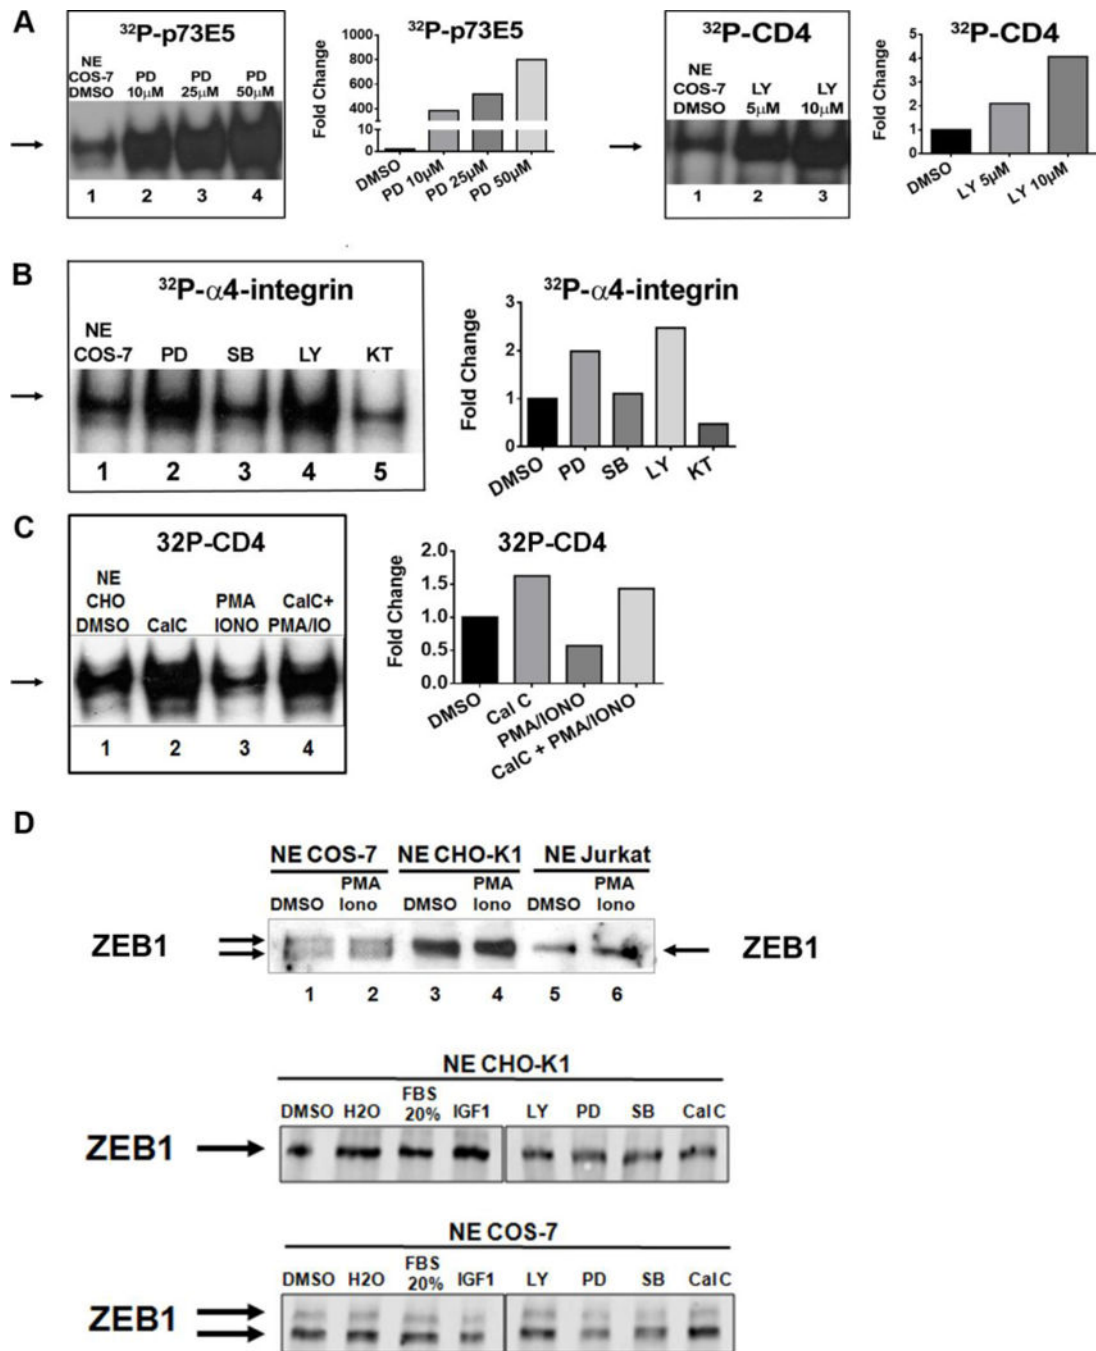 A
32P-p73E5
NE
COS-7 PD PD PD
DMSO 10μM 25μM 50μM
1 2 3 4
32P-p73E5
Fold Change
1000
800
600
400
200
10
0
DMSO
PD 10μM
PD 25μM
PD 50μM
32P-CD4
NE
COS-7 LY LY
DMSO 5μM 10μM
1 2 3
32P-CD4
Fold Change
5
4
3
2
1
0
DMSO
LY 5μM
LY 10μM
B
32P-α4-integrin
NE
COS-7 PD SB LY KT
1 2 3 4 5
32P-α4-integrin
Fold Change
3
2
1
0
DMSO
PD
SB
LY
KT
C
32P-CD4
NE
CHO PMA CalC+
DMSO CalC IONO PMA/IO
1 2 3 4
32P-CD4
Fold Change
2.0
1.5
1.0
0.5
0.0
DMSO
Cal C
PMA/IONO
CalC + PMA/IONO
D
NE COS-7 NE CHO-K1 NE Jurkat
PMA PMA PMA
DMSO Iono DMSO Iono DMSO Iono
ZEB1 ZEB1
1 2 3 4 5 6
NE CHO-K1
FBS
DMSO H2O 20% IGF1 LY PD SB Cal C
ZEB1
NE COS-7
FBS
DMSO H2O 20% IGF1 LY PD SB Cal C
ZEB1